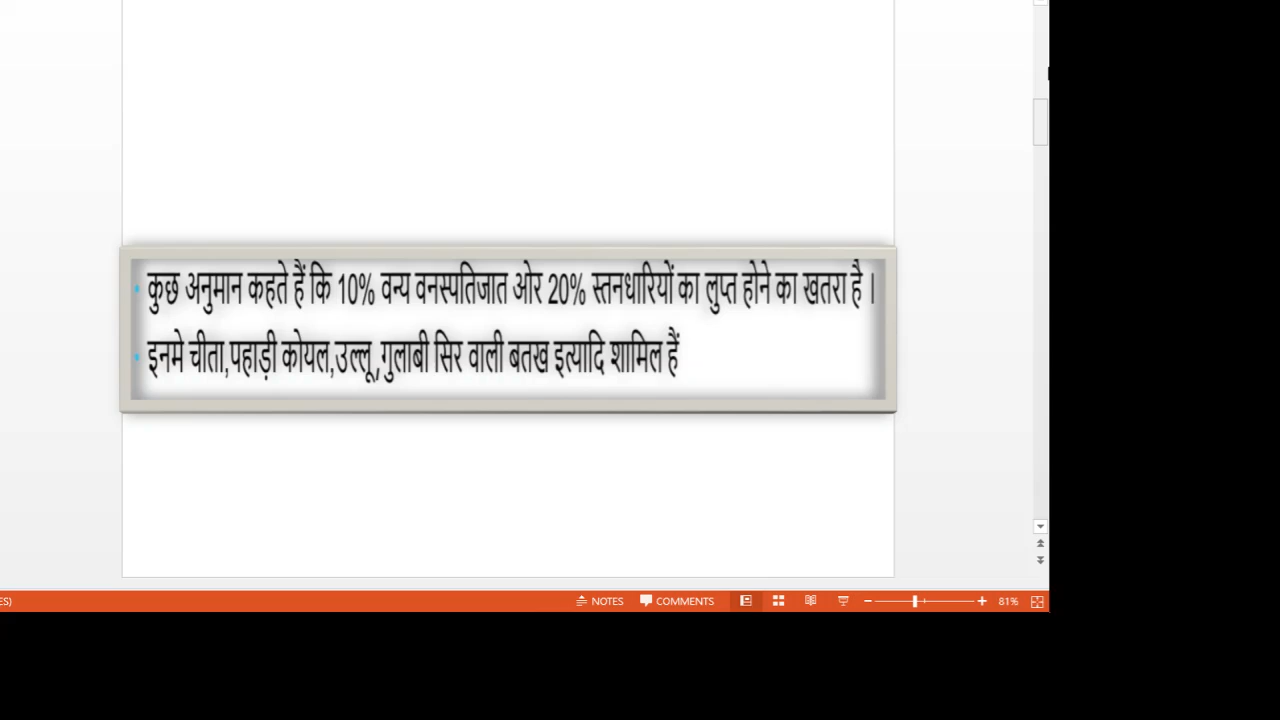 कुछ अनुमान कहते हैं कि 10% वन्य वनस्पतिजात ओर 20% स्तनधारियों का लुप्त होने का खतरा है ।
इनमे चीता,पहाड़ी कोयल,उल्लू,गुलाबी सिर वाली बतख इत्यादि शामिल हैं
ES) NOTES COMMENTS 81%